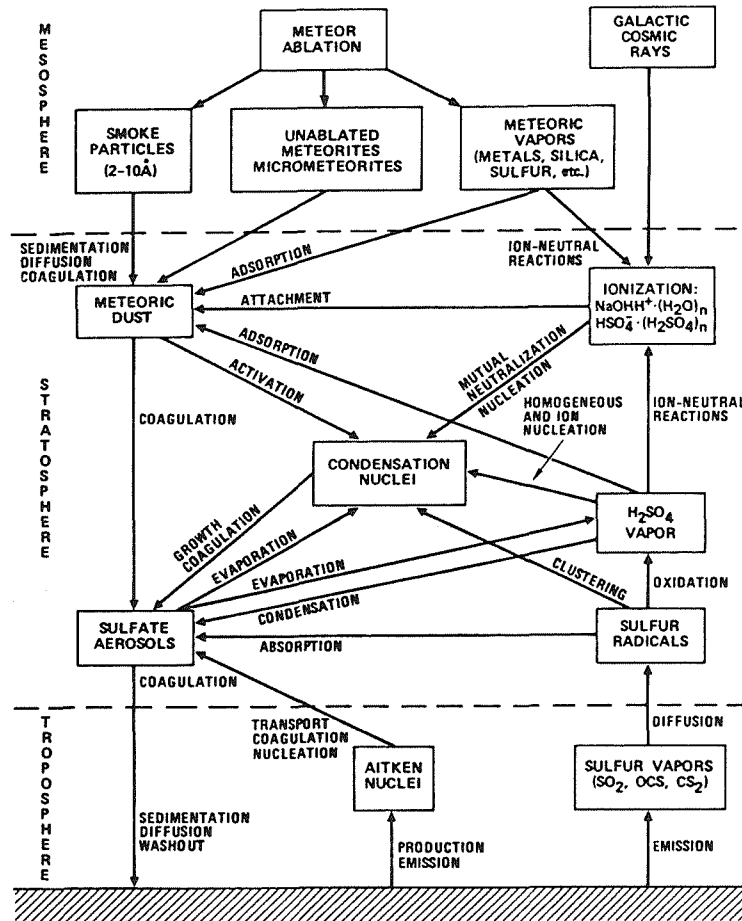 MESOSPHERE
METEOR
ABLATION
GALACTIC
COSMIC
RAYS
SMOKE
PARTICLES
(2-10Å)
UNABLATED
METEORITES
MICROMETEORITES
METEORIC
VAPORS
(METALS, SILICA,
SULFUR, etc.)
SEDIMENTATION
DIFFUSION
COAGULATION
ADSORPTION
ION-NEUTRAL
REACTIONS
STRATOSPHERE
METEORIC
DUST
ATTACHMENT
IONIZATION:
NaOHH⁺·(H₂O)ₙ
HSO₄⁻·(H₂SO₄)ₙ
ADSORPTION
ACTIVATION
MUTUAL
NEUTRALIZATION
NUCLEATION
COAGULATION
HOMOGENEOUS
AND ION
NUCLEATION
ION-NEUTRAL
REACTIONS
CONDENSATION
NUCLEI
H₂SO₄
VAPOR
GROWTH
COAGULATION
EVAPORATION
EVAPORATION
CONDENSATION
CLUSTERING
OXIDATION
SULFATE
AEROSOLS
ABSORPTION
SULFUR
RADICALS
COAGULATION
TROPOSPHERE
TRANSPORT
COAGULATION
NUCLEATION
DIFFUSION
AITKEN
NUCLEI
SULFUR VAPORS
(SO₂, OCS, CS₂)
SEDIMENTATION
DIFFUSION
WASHOUT
PRODUCTION
EMISSION
EMISSION